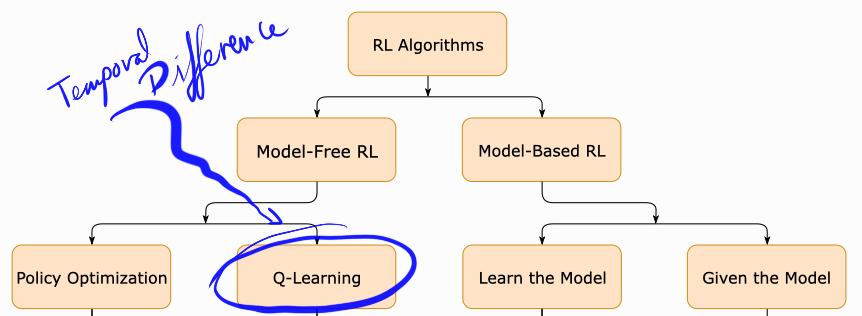 Temporal
Difference
RL Algorithms
Model-Free RL
Model-Based RL
Policy Optimization
Q-Learning
Learn the Model
Given the Model